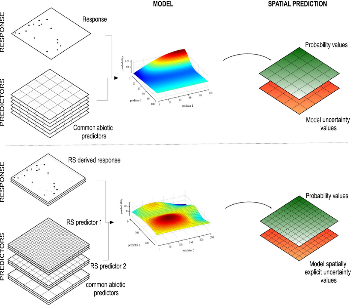 MODEL
SPATIAL PREDICTION
RESPONSE
Response
PREDICTORS
Common abiotic
predictors
Probability values
Model uncertainty
values
RESPONSE
RS derived response
PREDICTORS
RS predictor 1
RS predictor 2
common abiotic
predictors
Probability values
Model spatially
explicit uncertainty
values